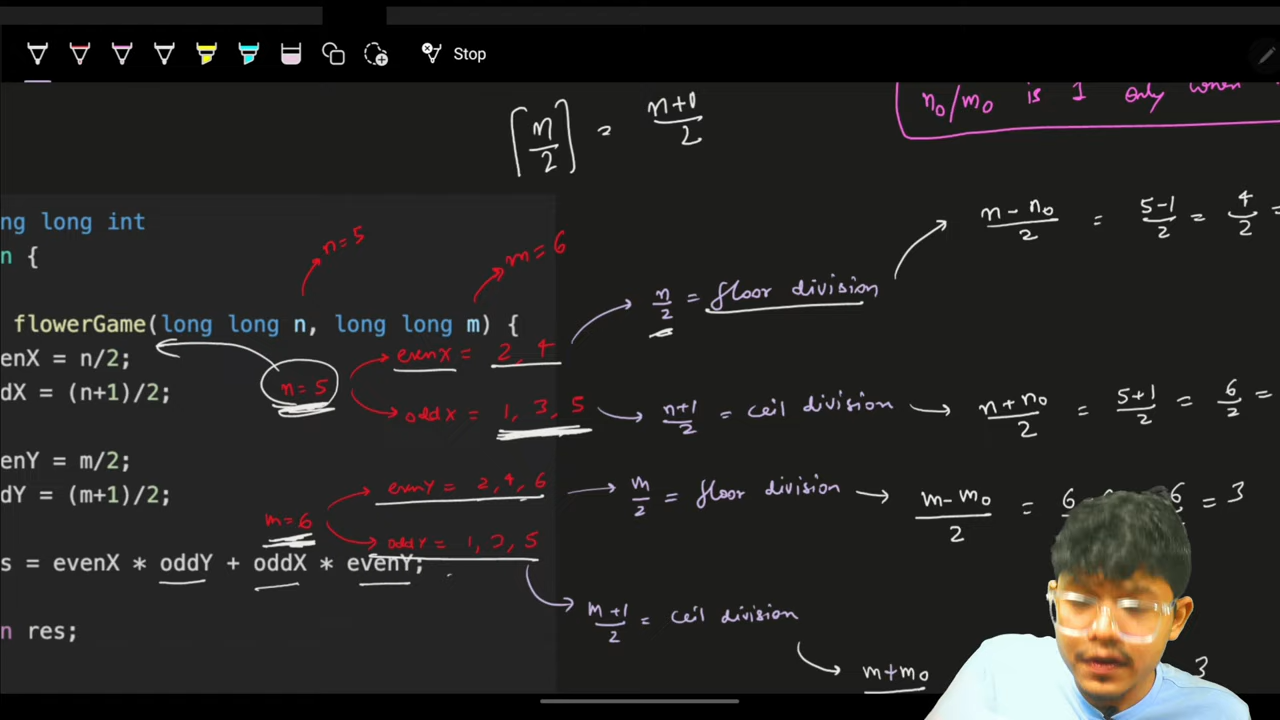 Stop
n₀/m₀ is 1 only when
⌈n/2⌉ = n+1/2
ng long int
n {
n=5
m=6
n/2 = floor division
n-n₀/2 = 5-1/2 = 4/2 =
flowerGame(long long n, long long m) {
enX = n/2;
dX = (n+1)/2;
n=5
evenX = 2, 4
oddX = 1, 3, 5
n+1/2 = ceil division
n+n₀/2 = 5+1/2 = 6/2 =
enY = m/2;
dY = (m+1)/2;
m=6
evenY = 2,4,6
oddY = 1, 3, 5
m/2 = floor division
m-m₀/2 = 6 6 = 3
s = evenX * oddY + oddX * evenY;
m+1/2 = ceil division
n res;
m+m₀ 3